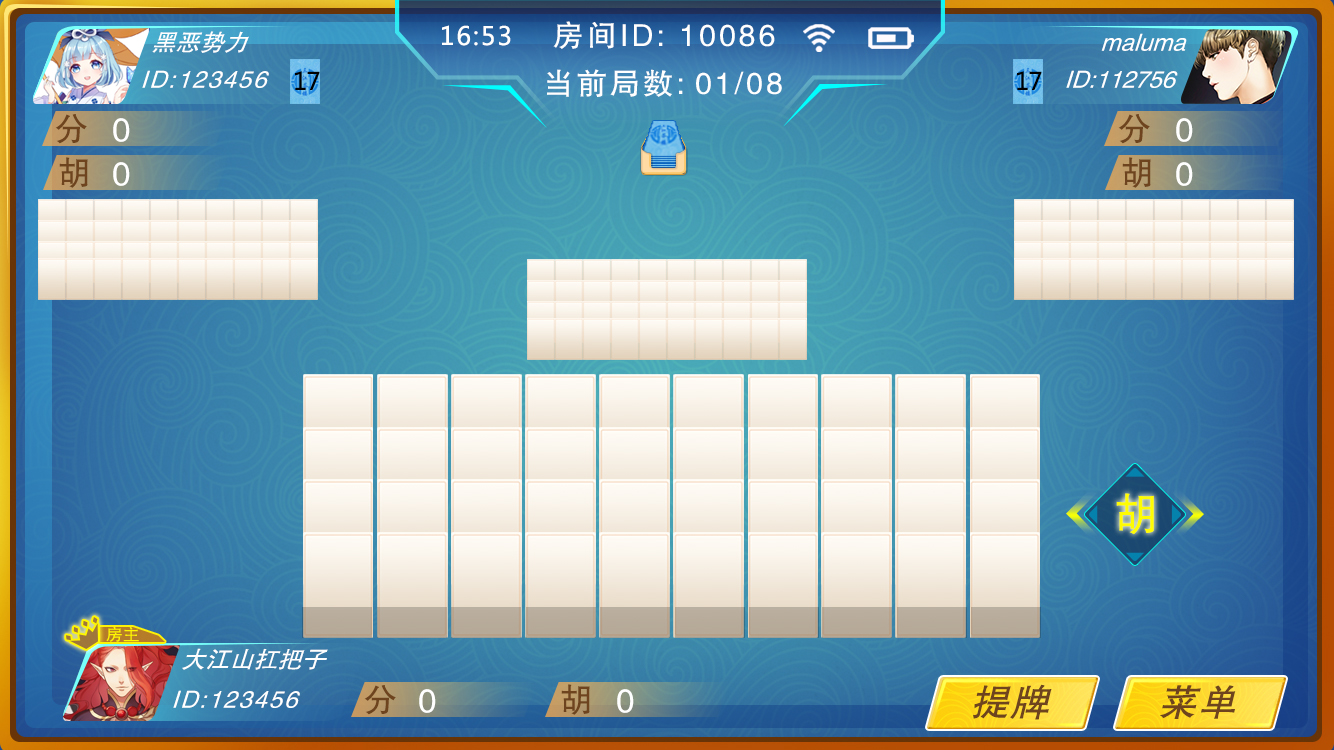 16:53 房间ID: 10086
当前局数: 01/08
黑恶势力
ID:123456
17
分 0
胡 0
maluma
17 ID:112756
分 0
胡 0
胡
房主
大江山扛把子
ID:123456
分 0 胡 0
提牌 菜单